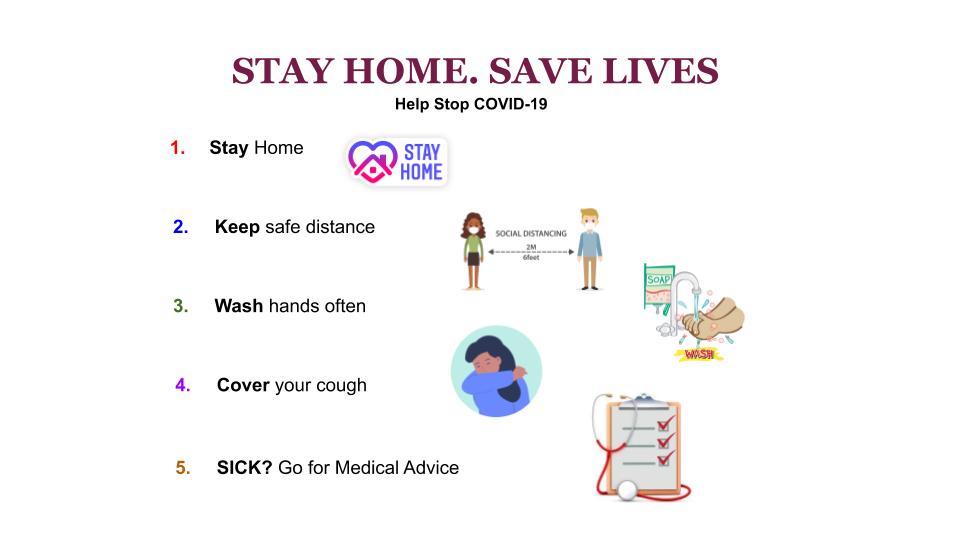 STAY HOME. SAVE LIVES
Help Stop COVID-19
1. Stay Home
STAY
HOME
2. Keep safe distance
SOCIAL DISTANCING
2M
6feet
SOAP
3. Wash hands often
WASH
4. Cover your cough
5. SICK? Go for Medical Advice